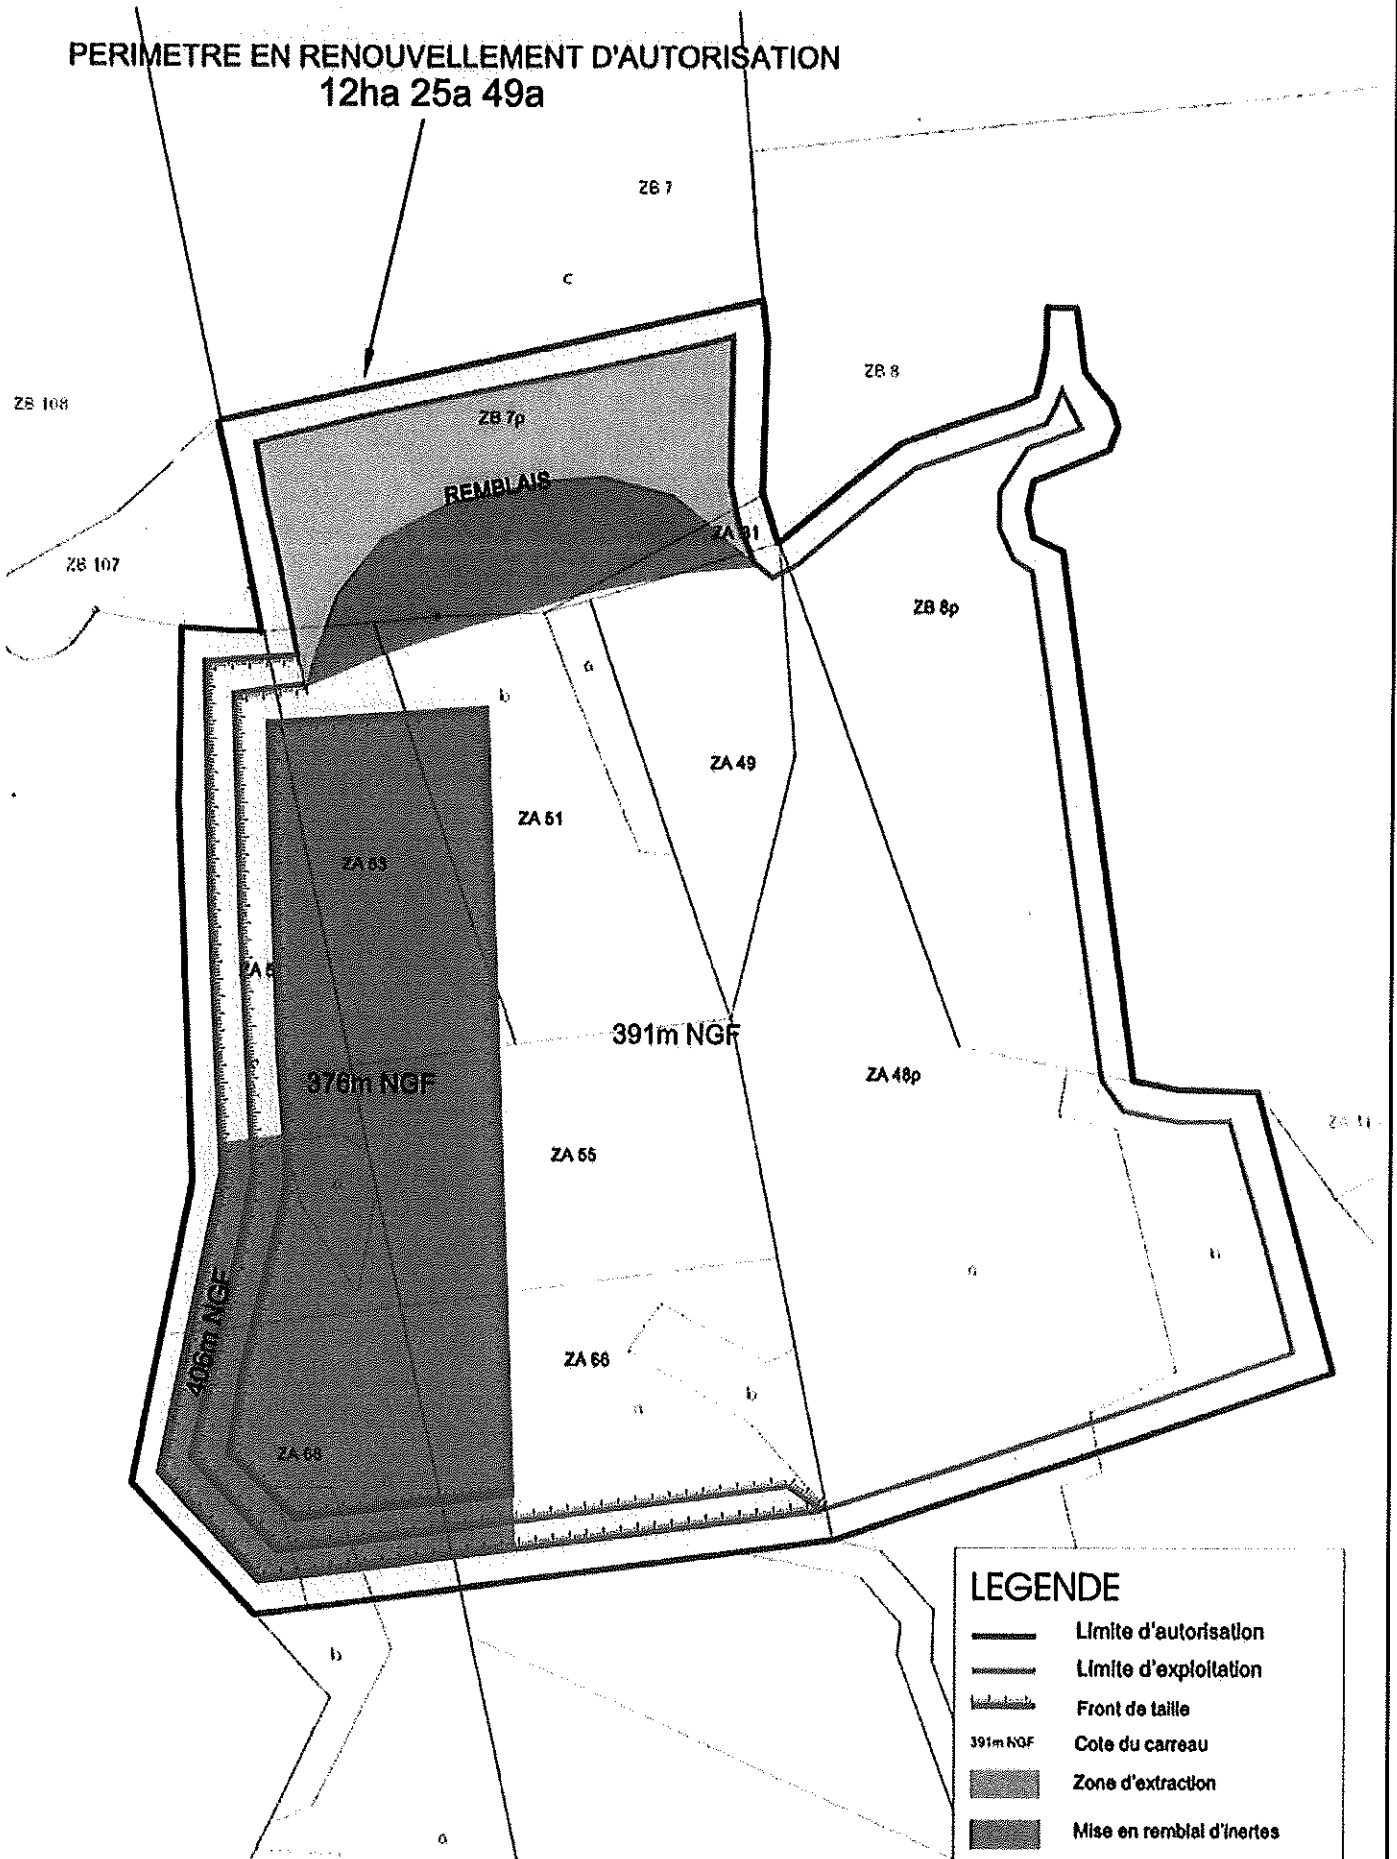 PERIMETRE EN RENOUVELLEMENT D'AUTORISATION
12ha 25a 49a
ZB 7
c
ZB 8
ZB 108
ZB 7p
REMBLAIS
ZB 107
ZB 8p
a
b
ZA 49
ZA 51
391m NGF
376m NGF
ZA 48p
ZA 55
a
b
406m NGF
ZA 66
a
b
ZA 68
b
a
LEGENDE
Limite d'autorisation
Limite d'exploitation
Front de taille
391m NGF Cote du carreau
Zone d'extraction
Mise en remblai d'inertes